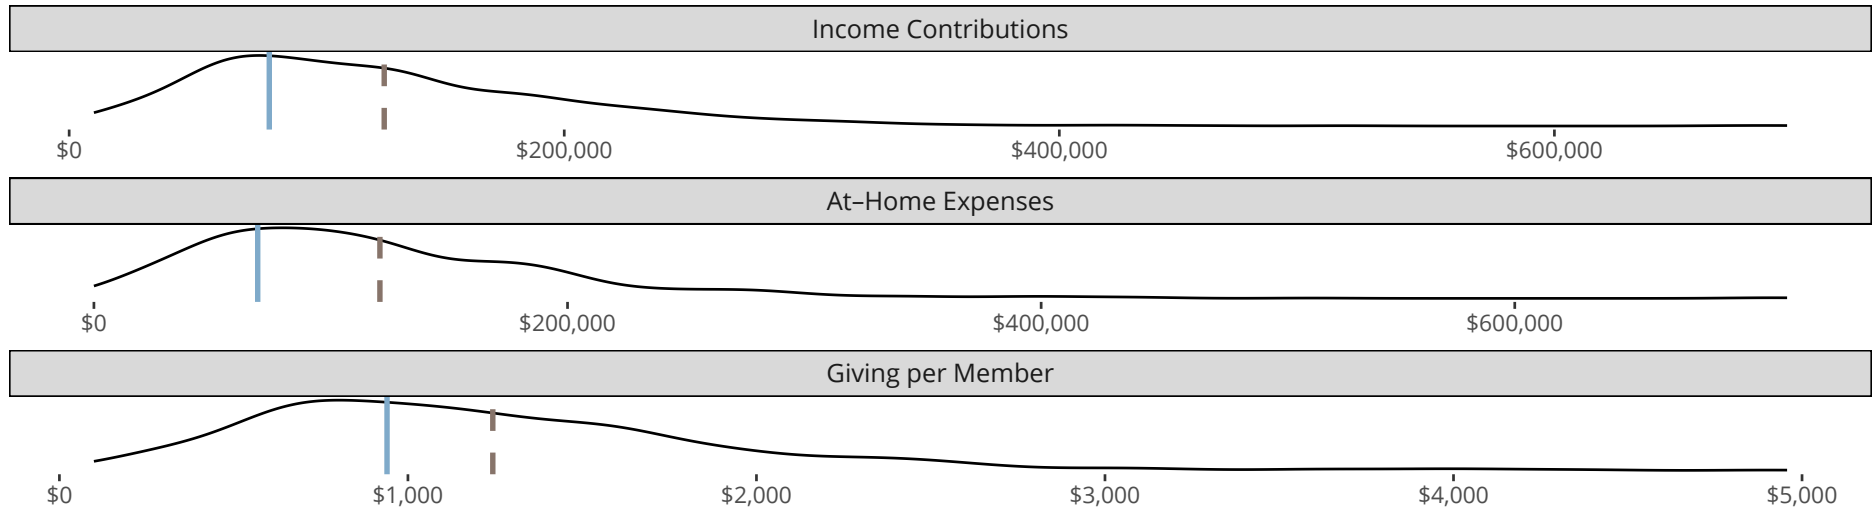 Income Contributions
$0 $200,000 $400,000 $600,000
At–Home Expenses
$0 $200,000 $400,000 $600,000
Giving per Member
$0 $1,000 $2,000 $3,000 $4,000 $5,000